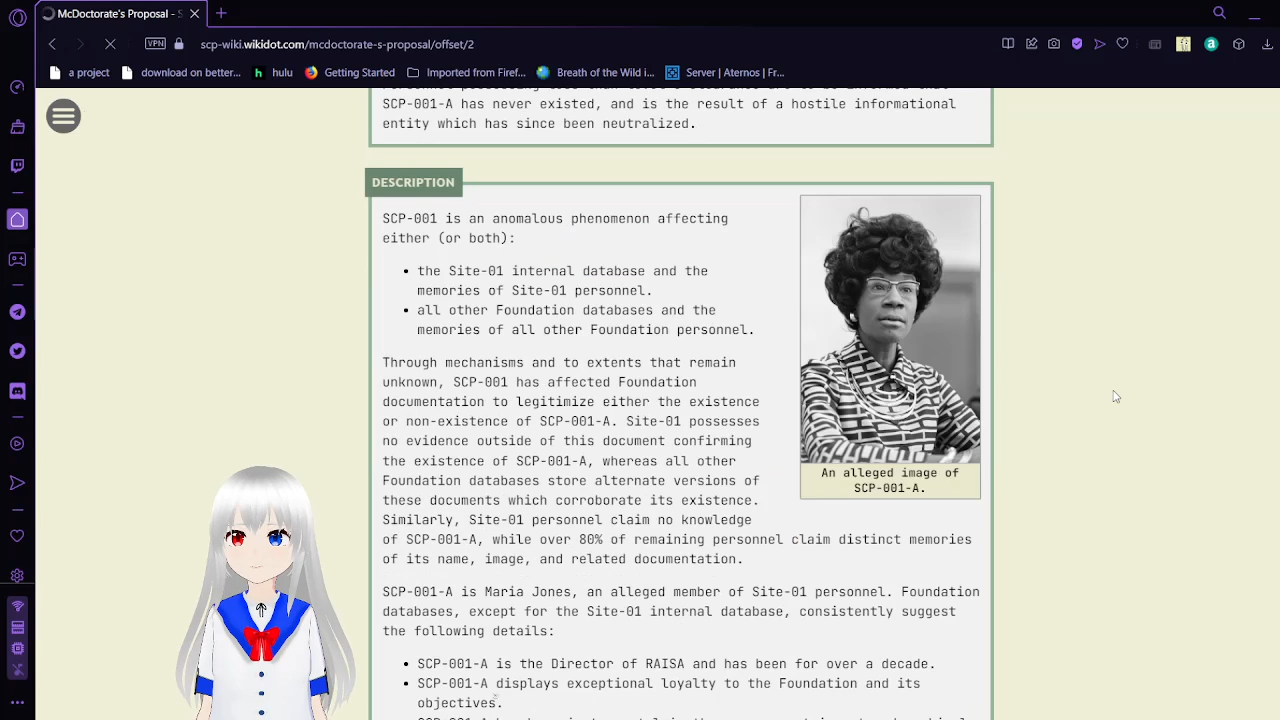 McDoctorate's Proposal - S
VPN
scp-wiki.wikidot.com/mcdoctorate-s-proposal/offset/2
a project
download on better...
hulu
Getting Started
Imported from Firef...
Breath of the Wild i...
Server | Aternos | Fr...
SCP-001-A has never existed, and is the result of a hostile informational
entity which has since been neutralized.
DESCRIPTION
SCP-001 is an anomalous phenomenon affecting
either (or both):
• the Site-01 internal database and the
memories of Site-01 personnel.
• all other Foundation databases and the
memories of all other Foundation personnel.
Through mechanisms and to extents that remain
unknown, SCP-001 has affected Foundation
documentation to legitimize either the existence
or non-existence of SCP-001-A. Site-01 possesses
no evidence outside of this document confirming
the existence of SCP-001-A, whereas all other
Foundation databases store alternate versions of
these documents which corroborate its existence.
Similarly, Site-01 personnel claim no knowledge
of SCP-001-A, while over 80% of remaining personnel claim distinct memories
of its name, image, and related documentation.
An alleged image of
SCP-001-A.
SCP-001-A is Maria Jones, an alleged member of Site-01 personnel. Foundation
databases, except for the Site-01 internal database, consistently suggest
the following details:
• SCP-001-A is the Director of RAISA and has been for over a decade.
• SCP-001-A displays exceptional loyalty to the Foundation and its
objectives.